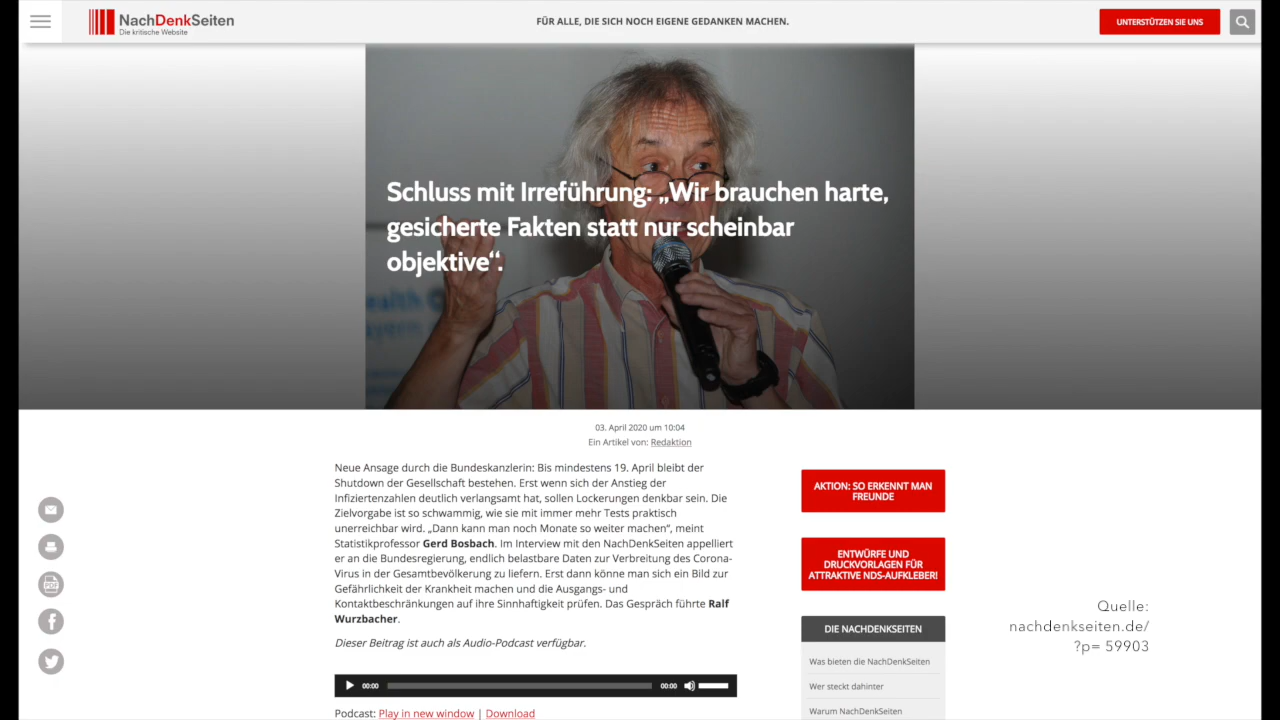 NachDenkSeiten
Die kritische Website
FÜR ALLE, DIE SICH NOCH EIGENE GEDANKEN MACHEN.
UNTERSTÜTZEN SIE UNS
Schluss mit Irreführung: „Wir brauchen harte,
gesicherte Fakten statt nur scheinbar
objektive“.
03. April 2020 um 10:04
Ein Artikel von: Redaktion
Neue Ansage durch die Bundeskanzlerin: Bis mindestens 19. April bleibt der
Shutdown der Gesellschaft bestehen. Erst wenn sich der Anstieg der
Infiziertenzahlen deutlich verlangsamt hat, sollen Lockerungen denkbar sein. Die
Zielvorgabe ist so schwammig, wie sie mit immer mehr Tests praktisch
unerreichbar wird. „Dann kann man noch Monate so weiter machen“, meint
Statistikprofessor Gerd Bosbach. Im Interview mit den NachDenkSeiten appelliert
er an die Bundesregierung, endlich belastbare Daten zur Verbreitung des Corona-
Virus in der Gesamtbevölkerung zu liefern. Erst dann könne man sich ein Bild zur
Gefährlichkeit der Krankheit machen und die Ausgangs- und
Kontaktbeschränkungen auf ihre Sinnhaftigkeit prüfen. Das Gespräch führte Ralf
Wurzbacher.
Dieser Beitrag ist auch als Audio-Podcast verfügbar.
00:00 00:00
Podcast: Play in new window | Download
PDF
AKTION: SO ERKENNT MAN
FREUNDE
ENTWÜRFE UND
DRUCKVORLAGEN FÜR
ATTRAKTIVE NDS-AUFKLEBER!
DIE NACHDENKSEITEN
Was bieten die NachDenkSeiten
Wer steckt dahinter
Warum NachDenkSeiten
Quelle:
nachdenkseiten.de/
?p= 59903